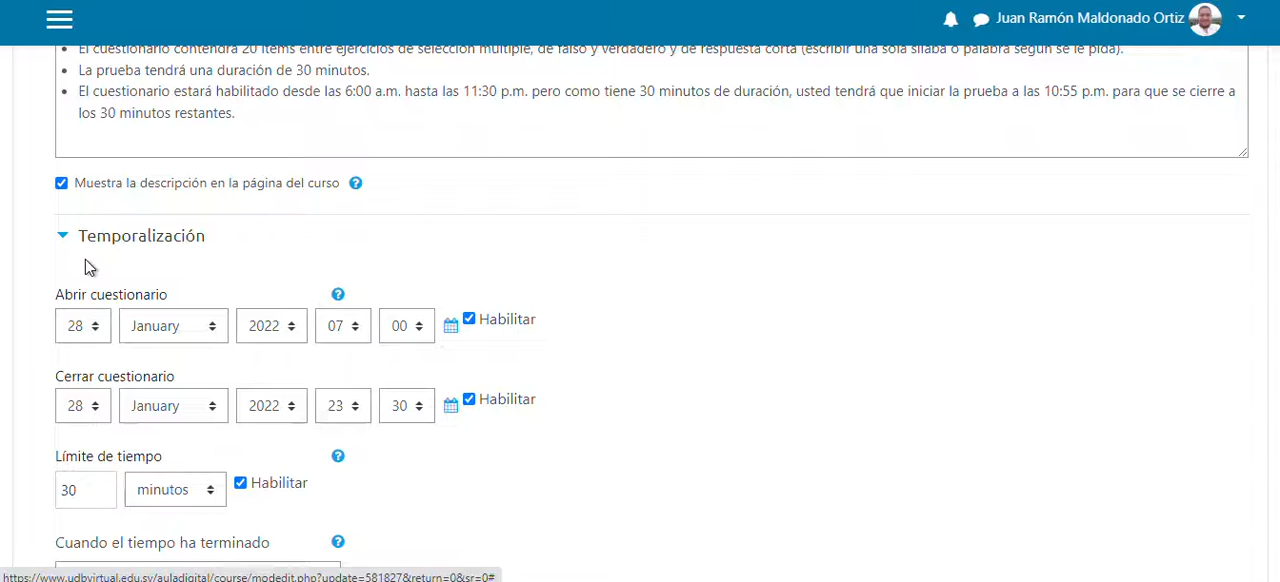 Juan Ramón Maldonado Ortiz
El cuestionario contendrá 20 ítems entre ejercicios de selección múltiple, de falso y verdadero y de respuesta corta (escribir una sola sílaba o palabra según se le pida).
La prueba tendrá una duración de 30 minutos.
El cuestionario estará habilitado desde las 6:00 a.m. hasta las 11:30 p.m. pero como tiene 30 minutos de duración, usted tendrá que iniciar la prueba a las 10:55 p.m. para que se cierre a
los 30 minutos restantes.
Muestra la descripción en la página del curso
Temporalización
Abrir cuestionario
28 January 2022 07 00 Habilitar
Cerrar cuestionario
28 January 2022 23 30 Habilitar
Límite de tiempo
30 minutos Habilitar
Cuando el tiempo ha terminado
https://www.udbvirtual.edu.sv/auladigital/course/modedit.php?update=581827&return=0&sr=0#